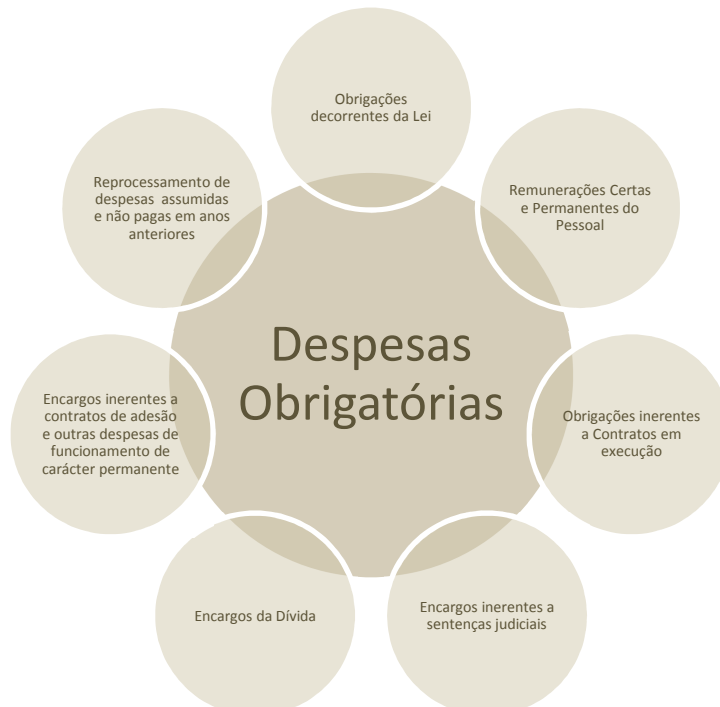 Obrigações
decorrentes da Lei
Remunerações Certas
e Permanentes do
Pessoal
Obrigações inerentes
a Contratos em
execução
Encargos inerentes a
sentenças judiciais
Encargos da Dívida
Encargos inerentes a
contratos de adesão
e outras despesas de
funcionamento de
carácter permanente
Reprocessamento de
despesas assumidas
e não pagas em anos
anteriores
Despesas
Obrigatórias